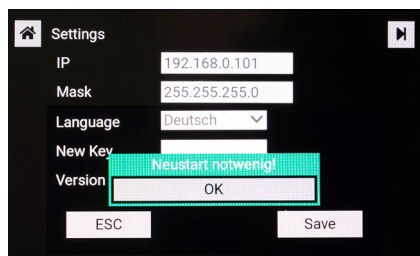 Settings
IP 192.168.0.101
Mask 255.255.255.0
Language Deutsch
New Key
Neustart notwenig!
Version OK
ESC Save